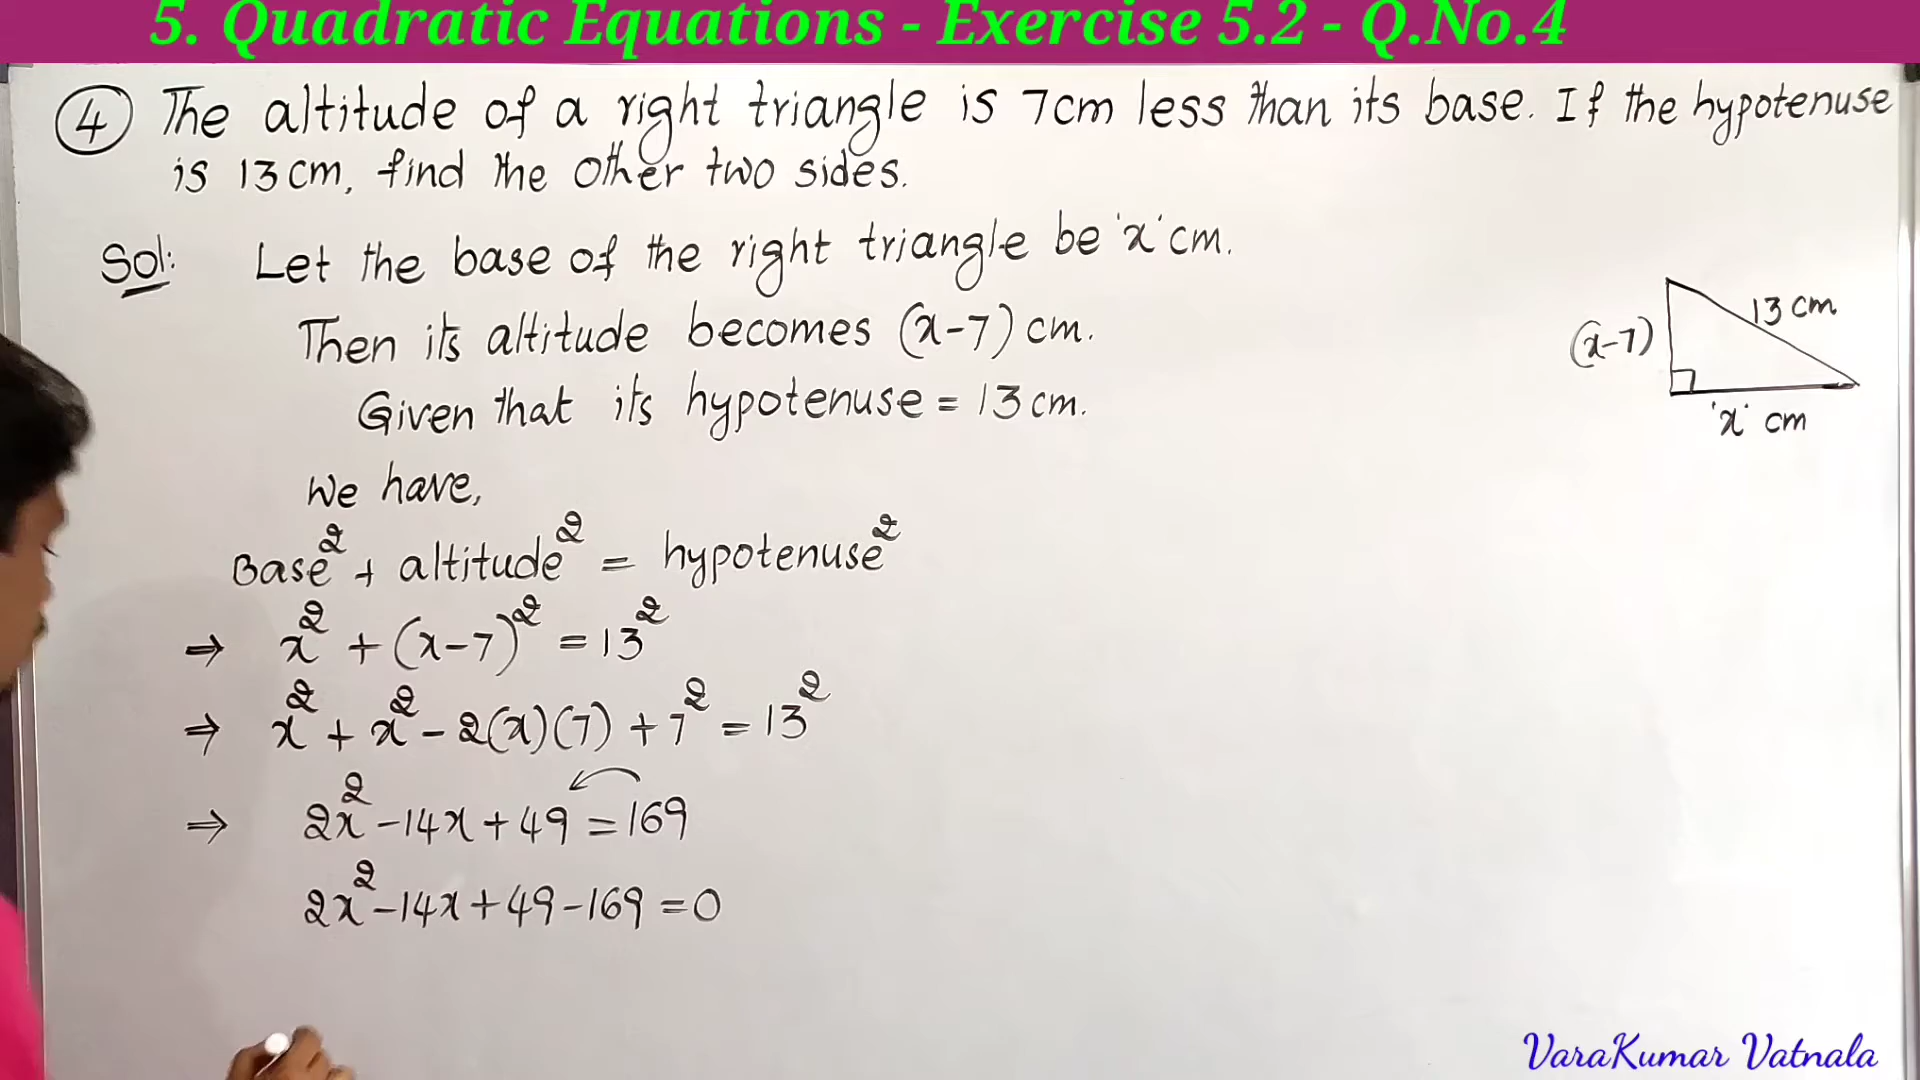 5. Quadratic Equations - Exercise 5.2 - Q.No.4
④ The altitude of a right triangle is 7cm less than its base. If the hypotenuse
is 13cm, find the other two sides.
Sol: Let the base of the right triangle be 'x' cm.
Then its altitude becomes (x-7) cm.
Given that its hypotenuse = 13 cm.
We have,
Base² + altitude² = hypotenuse²
⇒ x² + (x-7)² = 13²
⇒ x² + x² - 2(x)(7) + 7² = 13²
⇒ 2x² - 14x + 49 = 169
2x² - 14x + 49 - 169 = 0
13 cm
(x-7)
'x' cm
VaraKumar Vatnala